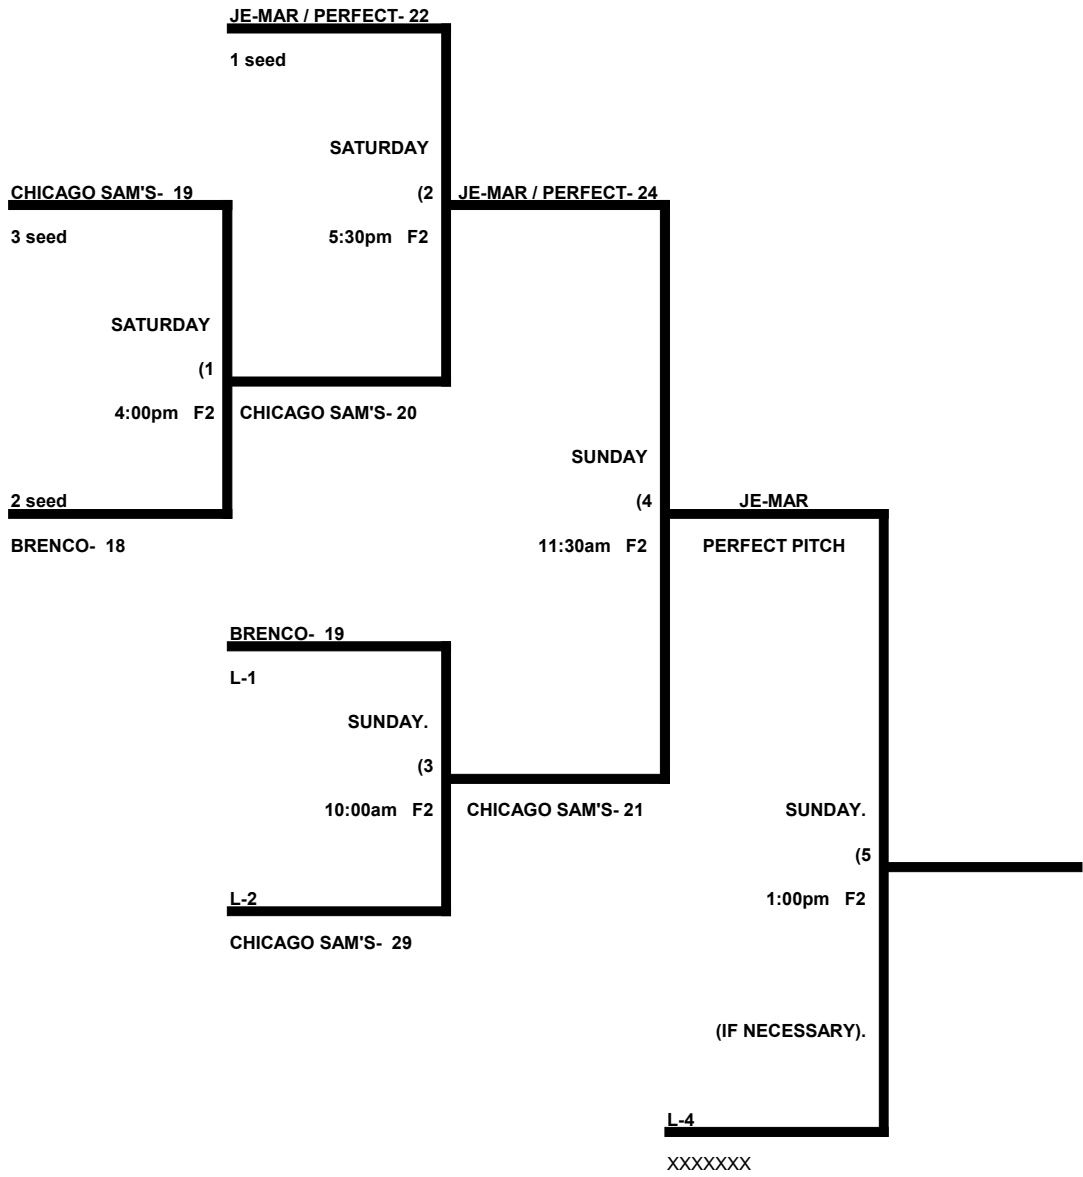 JE-MAR / PERFECT- 22
1 seed
SATURDAY
CHICAGO SAM'S-  19
(2
JE-MAR / PERFECT- 24
3 seed
5:30pm   F2
SATURDAY
(1
4:00pm   F2
CHICAGO SAM'S- 20
SUNDAY
2 seed
(4
JE-MAR
BRENCO-  18
11:30am   F2
PERFECT PITCH
BRENCO-  19
L-1
SUNDAY.
(3
10:00am   F2
CHICAGO SAM'S- 21
SUNDAY.
(5
L-2
1:00pm   F2
CHICAGO SAM'S-  29
(IF NECESSARY).
L-4
XXXXXXX